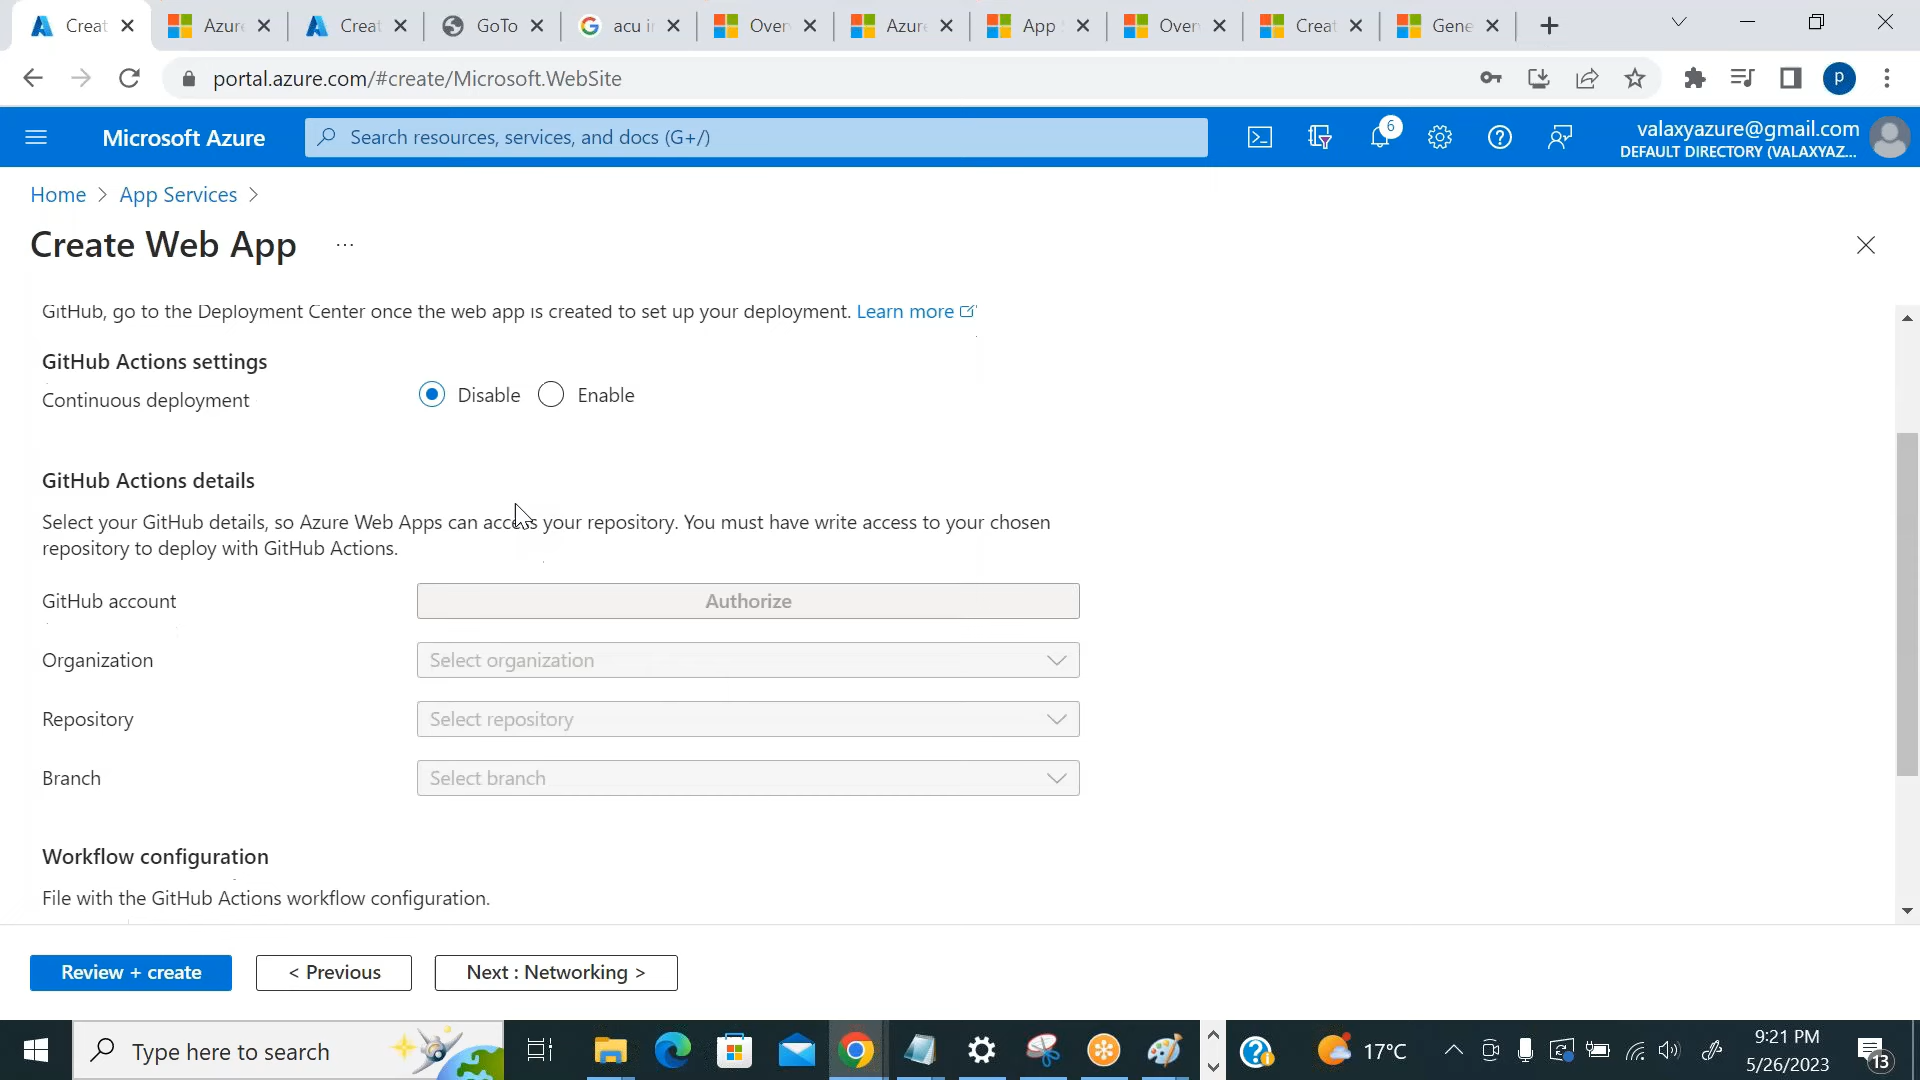 Creat
Azure
Creat
GoTo
acu i
Over
Azure
App
Over
Creat
Gene
portal.azure.com/#create/Microsoft.WebSite
P
Microsoft Azure
Search resources, services, and docs (G+/)
6
valaxyazure@gmail.com
DEFAULT DIRECTORY (VALAXYAZ...
Home > App Services >
Create Web App ...
GitHub, go to the Deployment Center once the web app is created to set up your deployment. Learn more
GitHub Actions settings
Continuous deployment
Disable
Enable
GitHub Actions details
Select your GitHub details, so Azure Web Apps can access your repository. You must have write access to your chosen
repository to deploy with GitHub Actions.
GitHub account
Authorize
Organization
Select organization
Repository
Select repository
Branch
Select branch
Workflow configuration
File with the GitHub Actions workflow configuration.
Review + create
< Previous
Next : Networking >
Type here to search
17°C
9:21 PM
5/26/2023
13